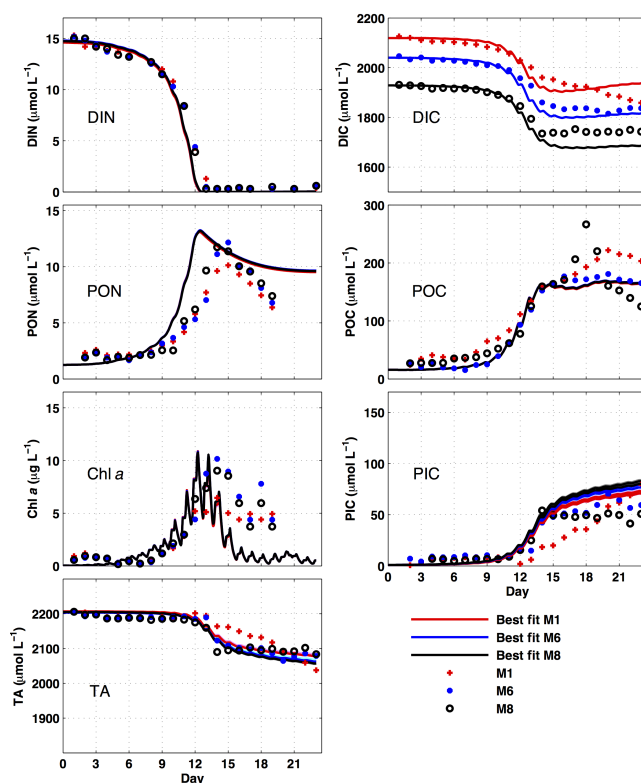 15
10
5
0
DIN (μmol L⁻¹)
DIN
2200
2000
1800
1600
DIC (μmol L⁻¹)
DIC
15
10
5
0
PON (μmol L⁻¹)
PON
300
200
100
0
POC (μmol L⁻¹)
POC
15
10
5
0
Chl a (μg L⁻¹)
Chl a
150
100
50
0
PIC (μmol L⁻¹)
PIC
0 3 6 9 12 15 18 21
Day
2200
2100
2000
1900
TA (μmol L⁻¹)
TA
0 3 6 9 12 15 18 21
Day
Best fit M1
Best fit M6
Best fit M8
M1
M6
M8